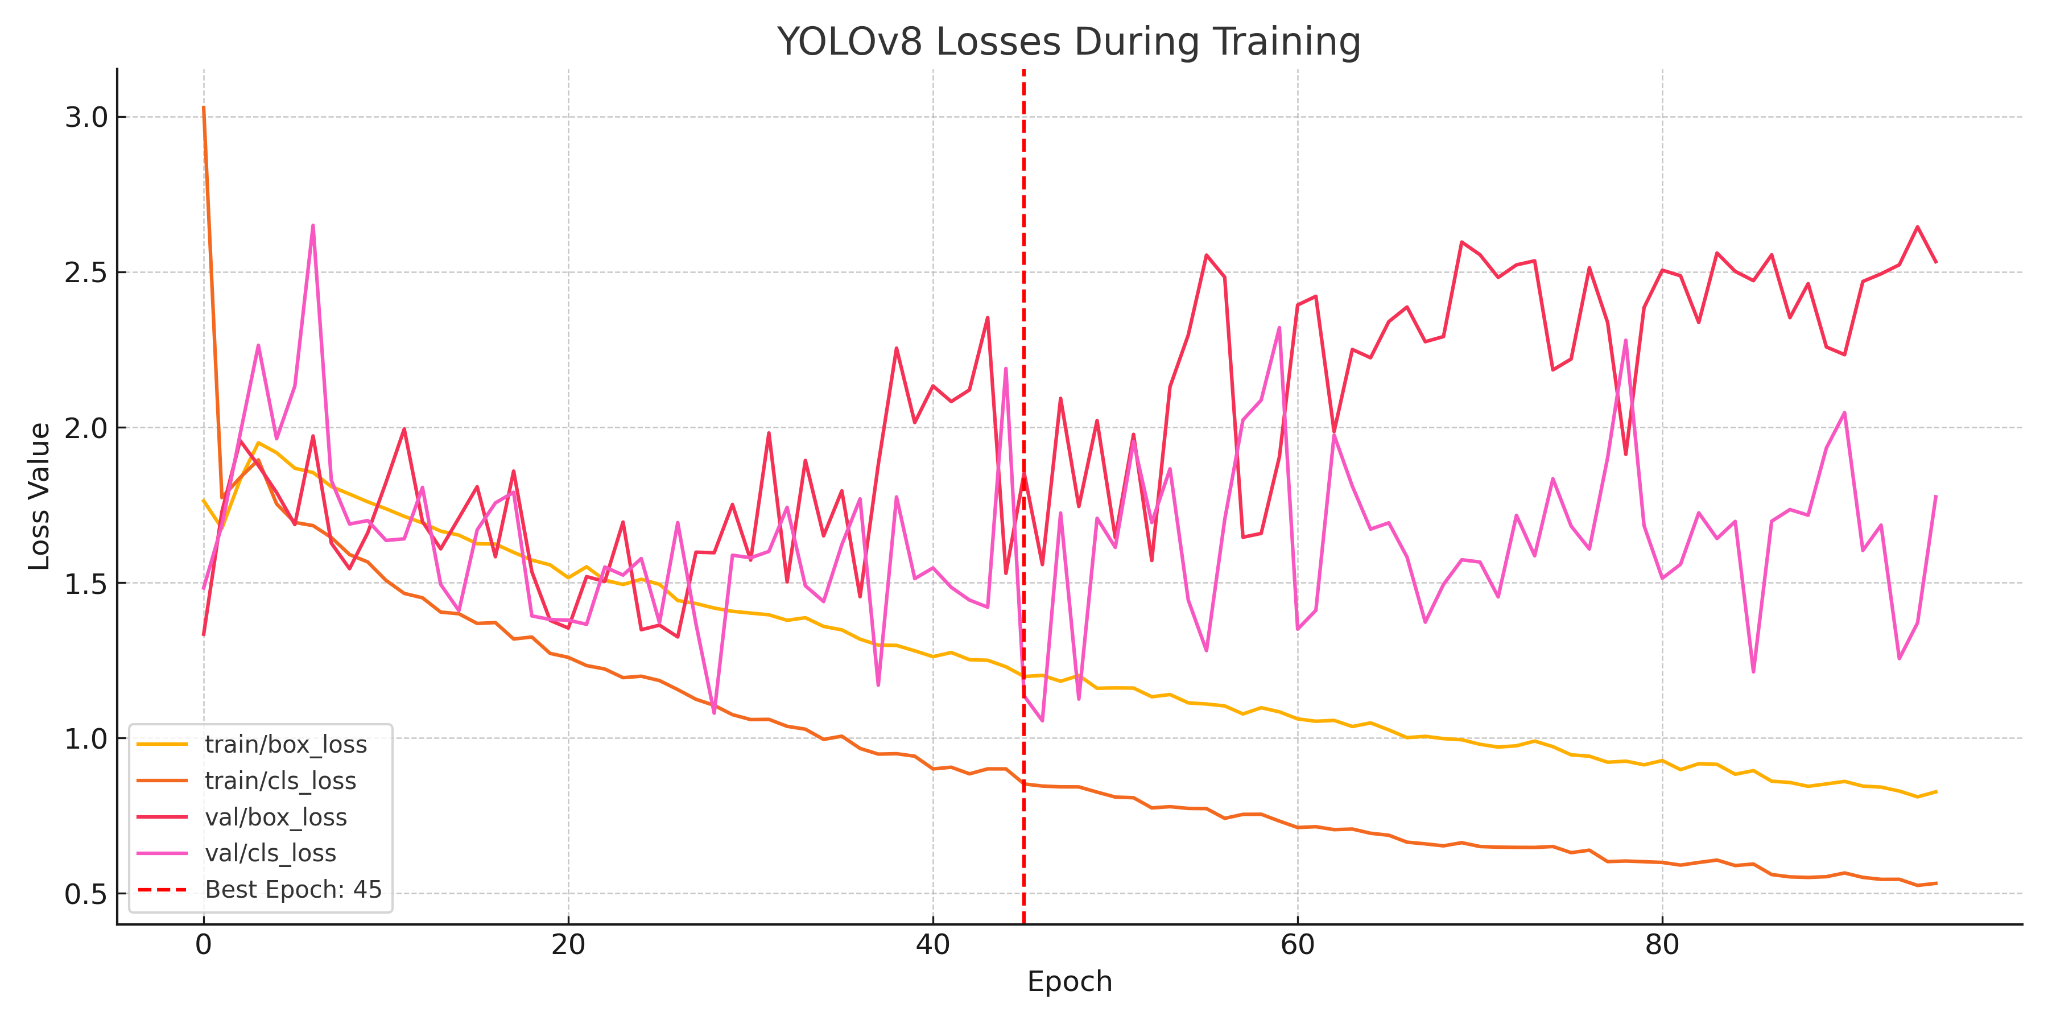 YOLOv8 Losses During Training
3.0
2.5
2.0
1.5
1.0
0.5
Loss Value
train/box_loss
train/cls_loss
val/box_loss
val/cls_loss
Best Epoch: 45
0 20 40 60 80
Epoch